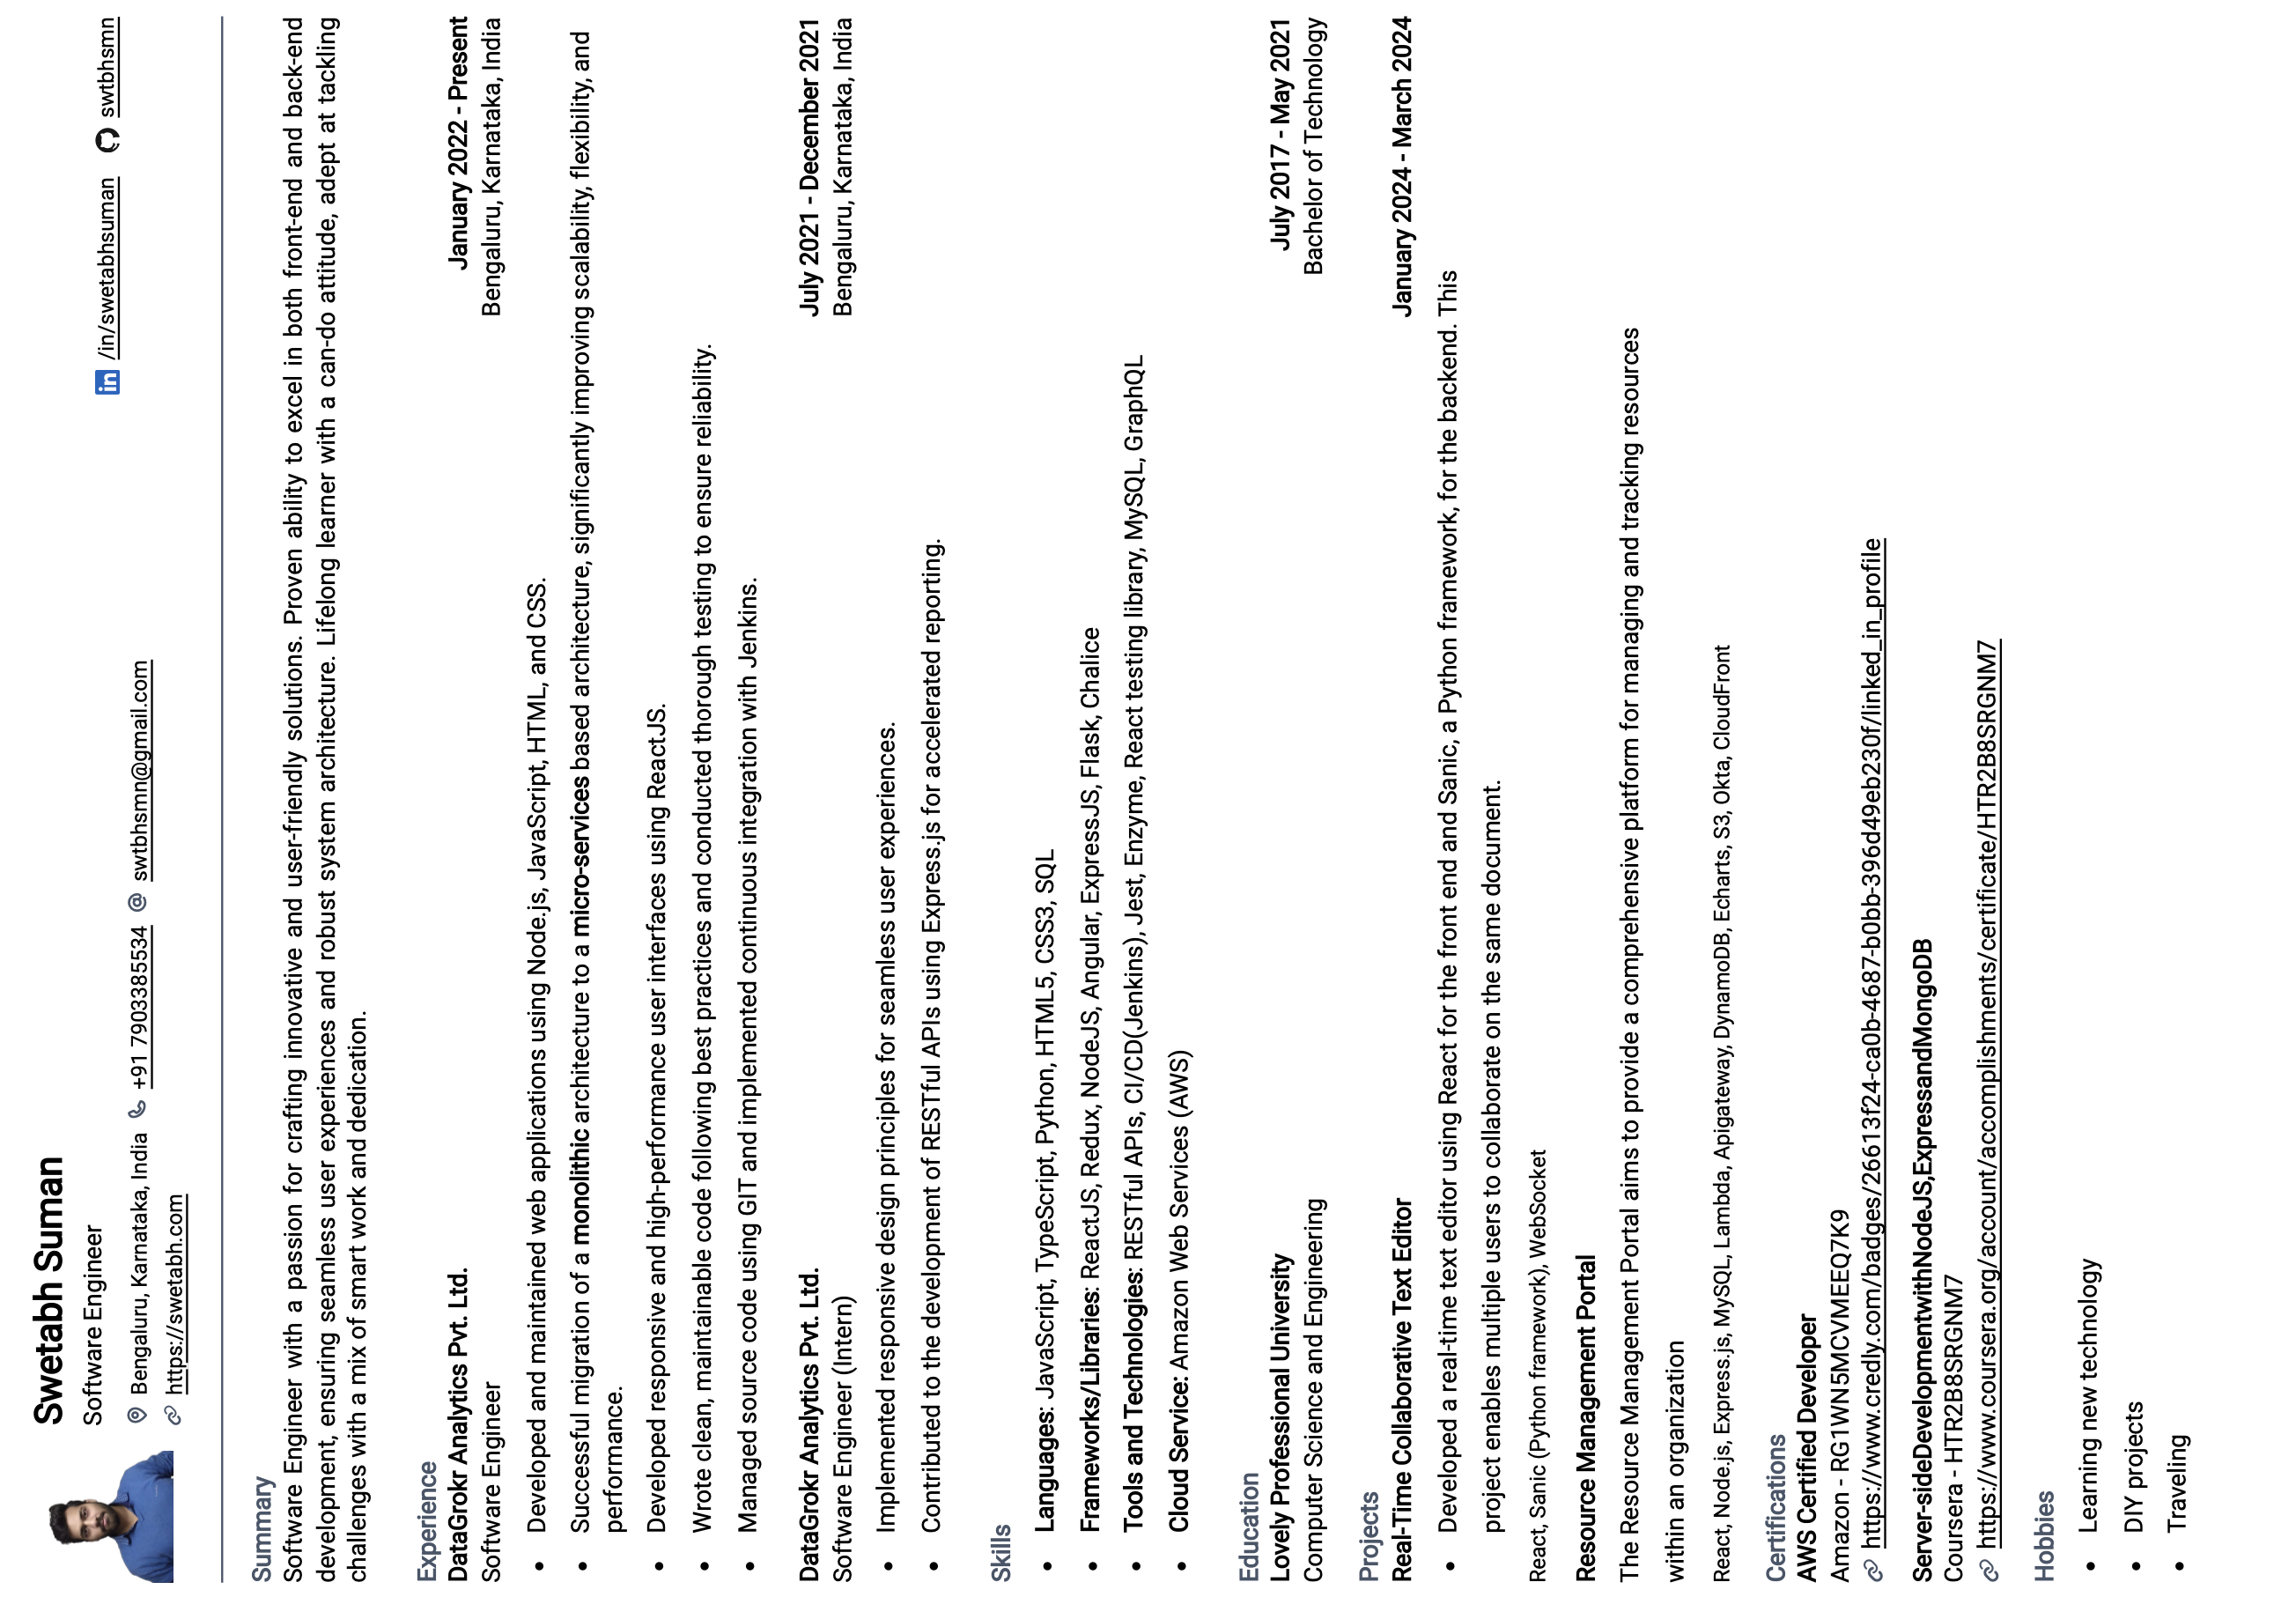 Swetabh Suman
Software Engineer
Bengaluru, Karnataka, India +91 7903385534 swtbhsmn@gmail.com
https://swetabh.com
/in/swetabhsuman swtbhsmn
Summary
Software Engineer with a passion for crafting innovative and user-friendly solutions. Proven ability to excel in both front-end and back-end
development, ensuring seamless user experiences and robust system architecture. Lifelong learner with a can-do attitude, adept at tackling
challenges with a mix of smart work and dedication.
Experience
DataGrokr Analytics Pvt. Ltd. January 2022 - Present
Software Engineer Bengaluru, Karnataka, India
• Developed and maintained web applications using Node.js, JavaScript, HTML, and CSS.
• Successful migration of a monolithic architecture to a micro-services based architecture, significantly improving scalability, flexibility, and
performance.
• Developed responsive and high-performance user interfaces using ReactJS.
• Wrote clean, maintainable code following best practices and conducted thorough testing to ensure reliability.
• Managed source code using GIT and implemented continuous integration with Jenkins.
DataGrokr Analytics Pvt. Ltd. July 2021 - December 2021
Software Engineer (Intern) Bengaluru, Karnataka, India
• Implemented responsive design principles for seamless user experiences.
• Contributed to the development of RESTful APIs using Express.js for accelerated reporting.
Skills
• Languages: JavaScript, TypeScript, Python, HTML5, CSS3, SQL
• Frameworks/Libraries: ReactJS, Redux, NodeJS, Angular, ExpressJS, Flask, Chalice
• Tools and Technologies: RESTful APIs, CI/CD(Jenkins), Jest, Enzyme, React testing library, MySQL, GraphQL
• Cloud Service: Amazon Web Services (AWS)
Education
Lovely Professional University July 2017 - May 2021
Computer Science and Engineering Bachelor of Technology
Projects
Real-Time Collaborative Text Editor January 2024 - March 2024
• Developed a real-time text editor using React for the front end and Sanic, a Python framework, for the backend. This
project enables multiple users to collaborate on the same document.
React, Sanic (Python framework), WebSocket
Resource Management Portal
The Resource Management Portal aims to provide a comprehensive platform for managing and tracking resources
within an organization
React, Node.js, Express.js, MySQL, Lambda, Apigateway, DynamoDB, Echarts, S3, Okta, CloudFront
Certifications
AWS Certified Developer
Amazon - RG1WN5MCVMEEQ7K9
https://www.credly.com/badges/26613f24-ca0b-4687-b0bb-396d49eb230f/linked_in_profile
Server-sideDevelopmentwithNodeJS,ExpressandMongoDB
Coursera - HTR2B8SRGNM7
https://www.coursera.org/account/accomplishments/certificate/HTR2B8SRGNM7
Hobbies
• Learning new technology
• DIY projects
• Traveling